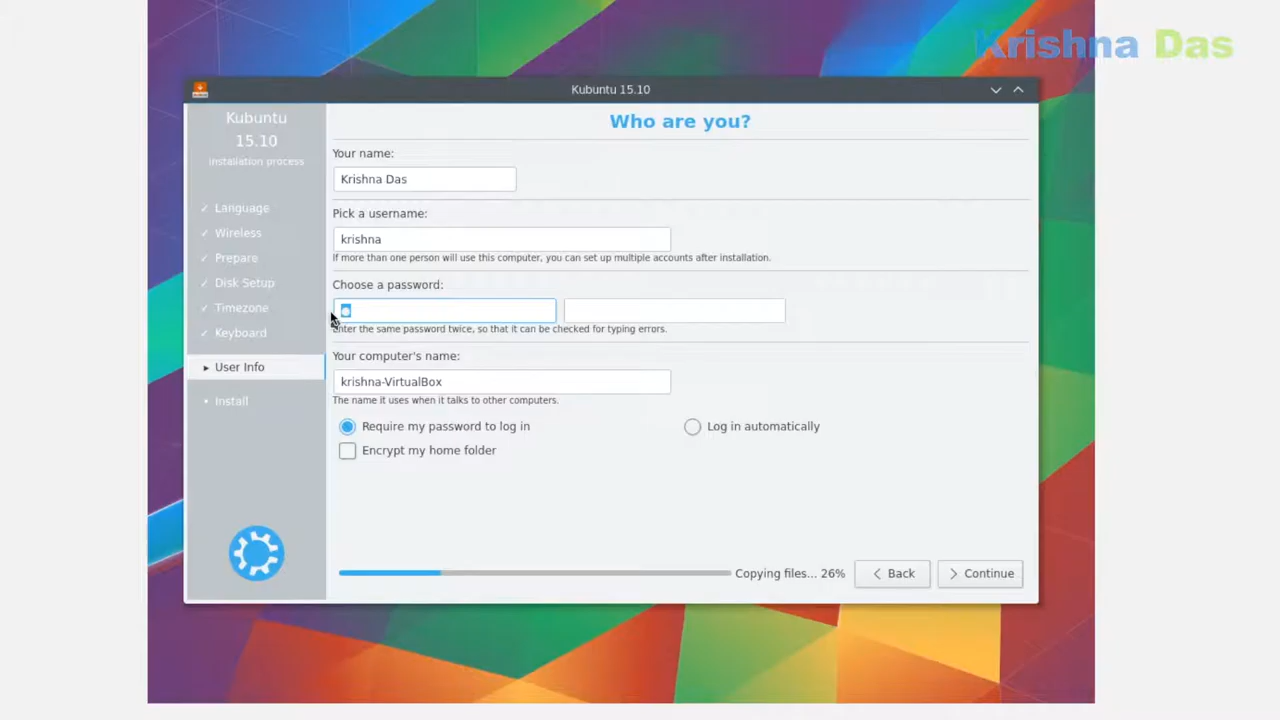 Krishna Das
Kubuntu 15.10
Kubuntu
15.10
installation process
✓ Language
✓ Wireless
✓ Prepare
✓ Disk Setup
✓ Timezone
✓ Keyboard
▸ User Info
• Install
Who are you?
Your name:
Krishna Das
Pick a username:
krishna
If more than one person will use this computer, you can set up multiple accounts after installation.
Choose a password:
●
Enter the same password twice, so that it can be checked for typing errors.
Your computer's name:
krishna-VirtualBox
The name it uses when it talks to other computers.
Require my password to log in
Log in automatically
Encrypt my home folder
Copying files... 26%
Back
Continue